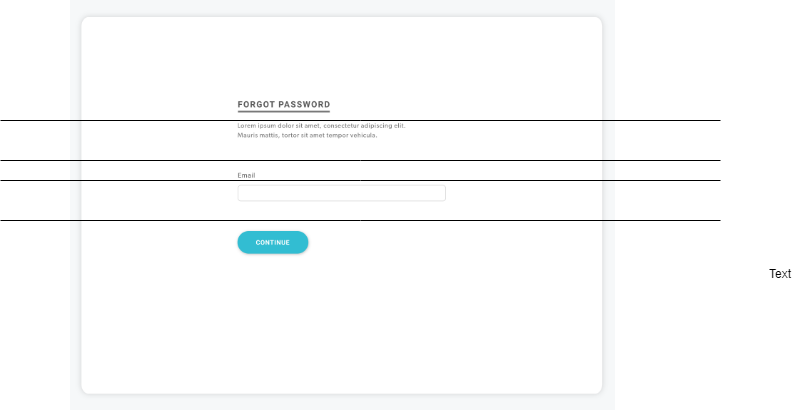 FORGOT PASSWORD
Lorem ipsum dolor sit amet, consectetur adipiscing elit.
Mauris mattis, tortor sit amet tempor vehicula.
Email
CONTINUE
Text